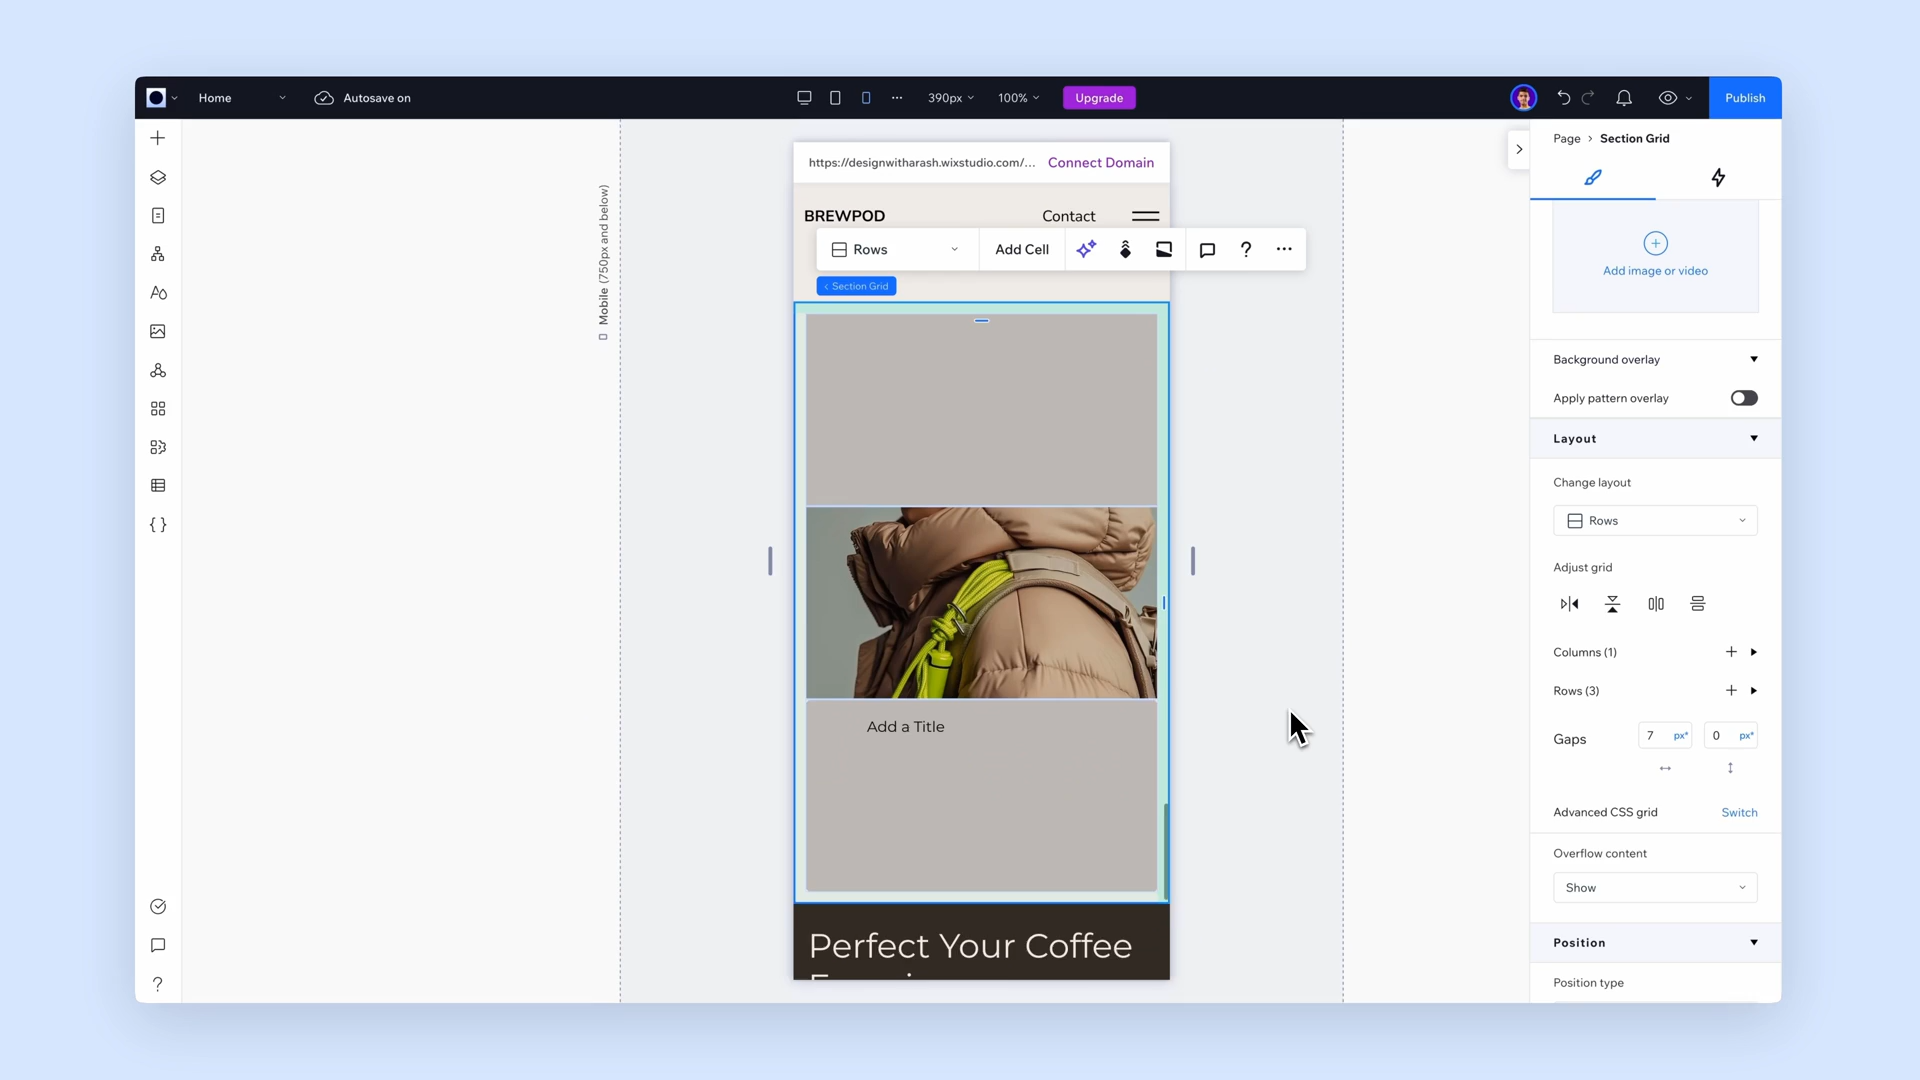 Home
Autosave on
390px
100%
Upgrade
Publish
Page > Section Grid
Mobile (750px and below)
https://designwitharash.wixstudio.com/...
Connect Domain
BREWPOD
Contact
Rows
Add Cell
?
...
< Section Grid
Add a Title
Perfect Your Coffee
Add image or video
Background overlay
Apply pattern overlay
Layout
Change layout
Rows
Adjust grid
Columns (1)
Rows (3)
Gaps
7 px*
0 px*
Advanced CSS grid
Switch
Overflow content
Show
Position
Position type